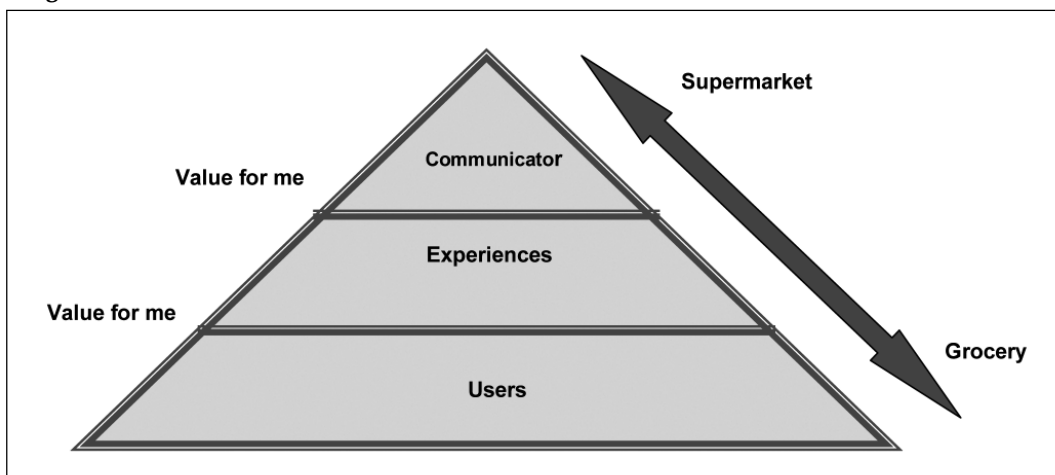 Supermarket
Communicator
Value for me
Experiences
Value for me
Grocery
Users